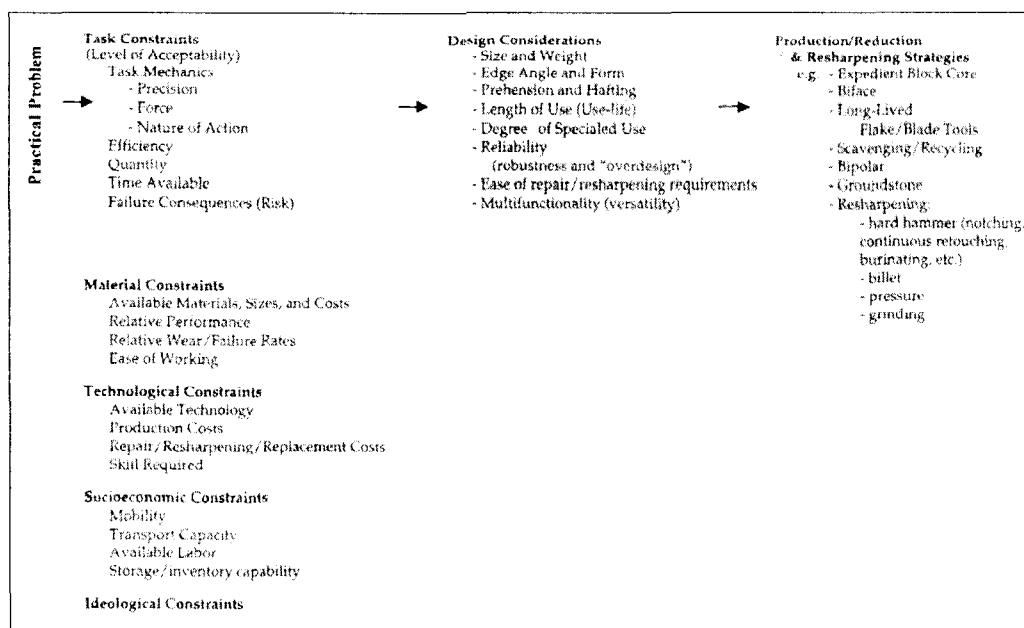 Practical Problem
Task Constraints
(Level of Acceptability)
Task Mechanics
- Precision
- Force
- Nature of Action
Efficiency
Quantity
Time Available
Failure Consequences (Risk)
Material Constraints
Available Materials, Sizes, and Costs
Relative Performance
Relative Wear/Failure Rates
Ease of Working
Technological Constraints
Available Technology
Production Costs
Repair/Resharpening/Replacement Costs
Skill Required
Socioeconomic Constraints
Mobility
Transport Capacity
Available Labor
Storage/inventory capability
Ideological Constraints
Design Considerations
- Size and Weight
- Edge Angle and Form
- Prehension and Hafting
- Length of Use (Use-life)
- Degree of Specialed Use
- Reliability
(robustness and "overdesign")
- Ease of repair/resharpening requirements
- Multifunctionality (versatility)
Production/Reduction
& Resharpening Strategies
e.g. - Expedient Block Core
- Biface
- Long-Lived
Flake/Blade Tools
- Scavenging/Recycling
- Bipolar
- Groundstone
- Resharpening:
- hard hammer (notching,
continuous retouching,
burinating, etc.)
- billet
- pressure
- grinding